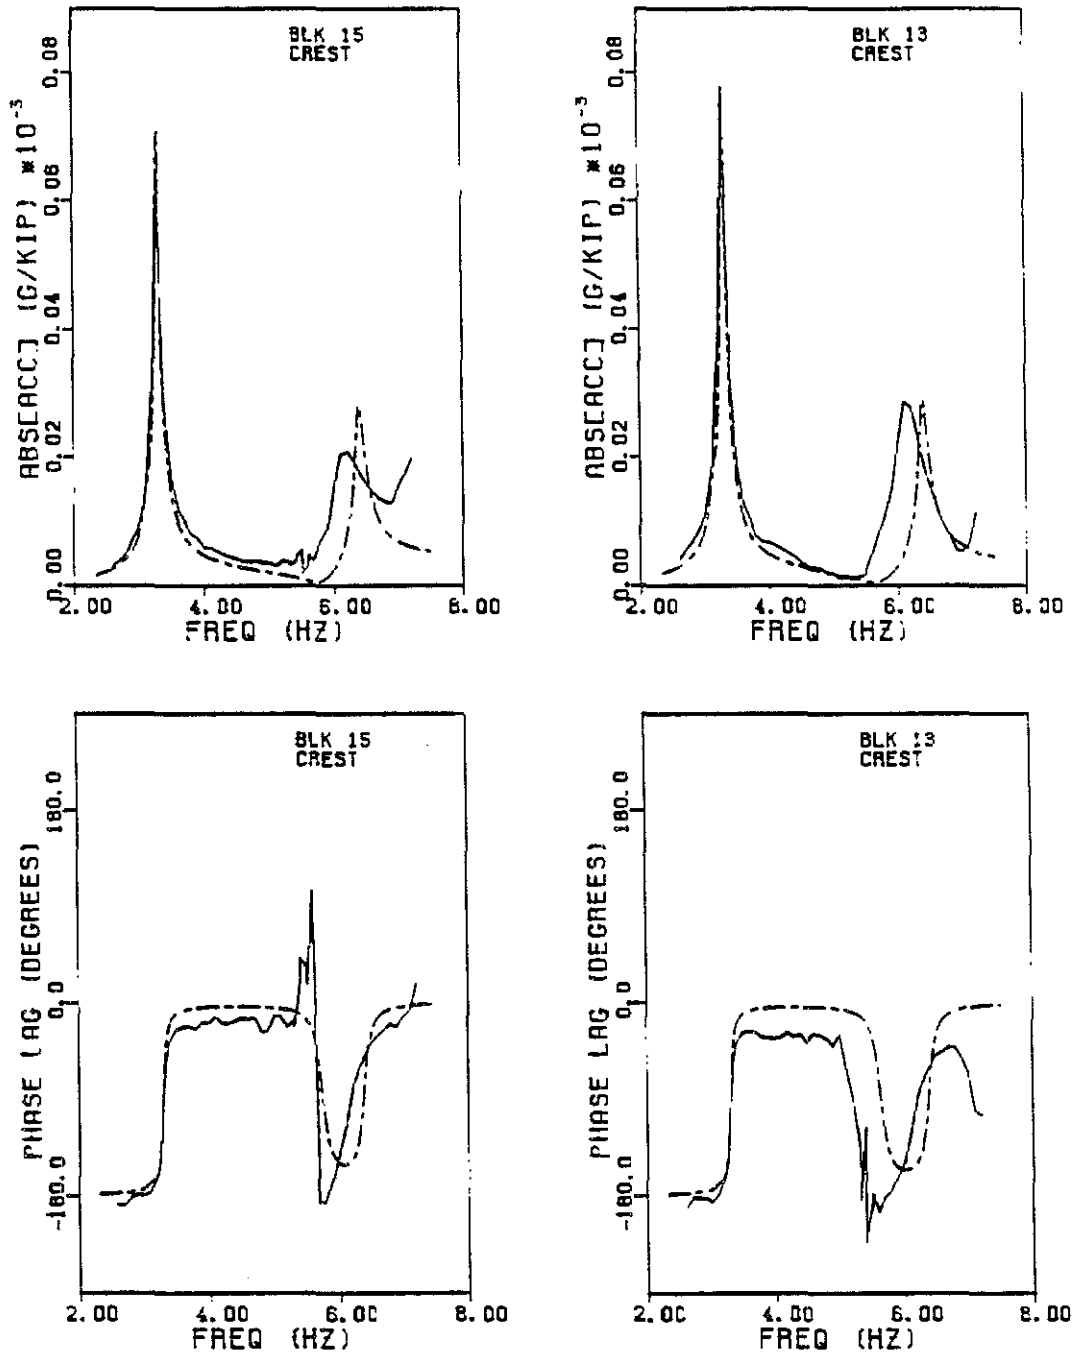 BLK 15
CREST
ABS[ACC] (G/KIP) *10⁻³
0.08
0.06
0.04
0.02
0.00
2.00
4.00
6.00
8.00
FREQ (HZ)
BLK 13
CREST
ABS[ACC] (G/KIP) *10⁻³
0.08
0.06
0.04
0.02
0.00
2.00
4.00
6.00
8.00
FREQ (HZ)
BLK 15
CREST
PHASE LAG (DEGREES)
180.0
0.0
-180.0
2.00
4.00
6.00
8.00
FREQ (HZ)
BLK 13
CREST
PHASE LAG (DEGREES)
180.0
0.0
-180.0
2.00
4.00
6.00
8.00
FREQ (HZ)